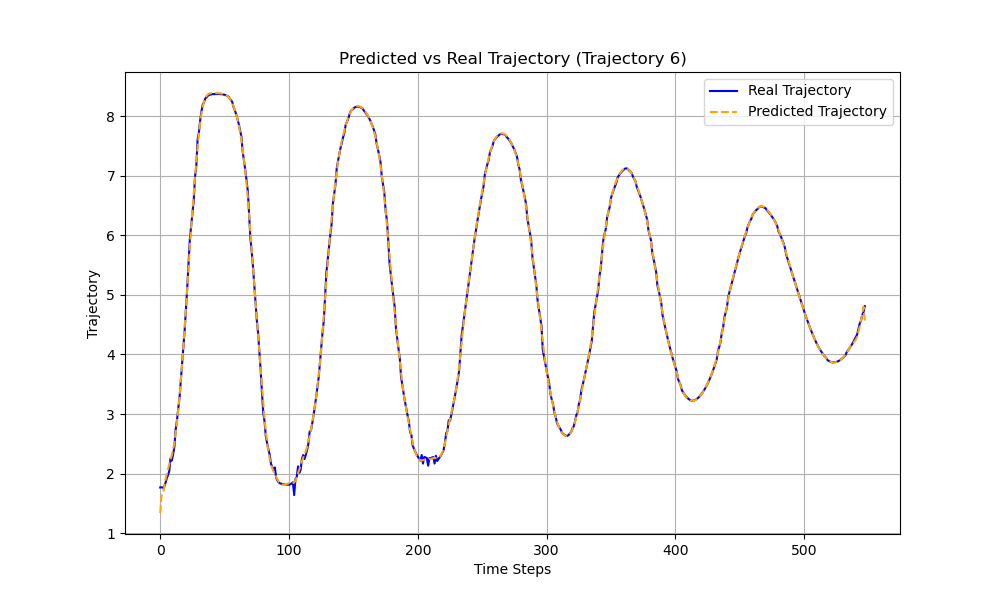 Predicted vs Real Trajectory (Trajectory 6)
Real Trajectory
Predicted Trajectory
8
7
6
5
4
3
2
1
Trajectory
0 100 200 300 400 500
Time Steps